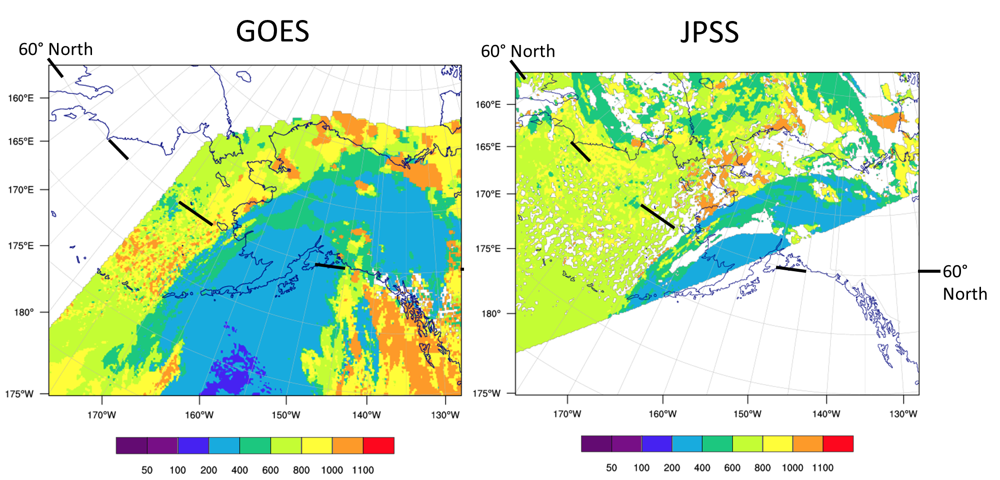 GOES
JPSS
60° North
60° North
160°E
165°E
170°E
175°E
180°
175°W
170°W
160°W
150°W
140°W
130°W
160°E
165°E
170°E
175°E
180°
175°W
170°W
160°W
150°W
140°W
130°W
60°
North
50 100 200 400 600 800 1000 1100
50 100 200 400 600 800 1000 1100